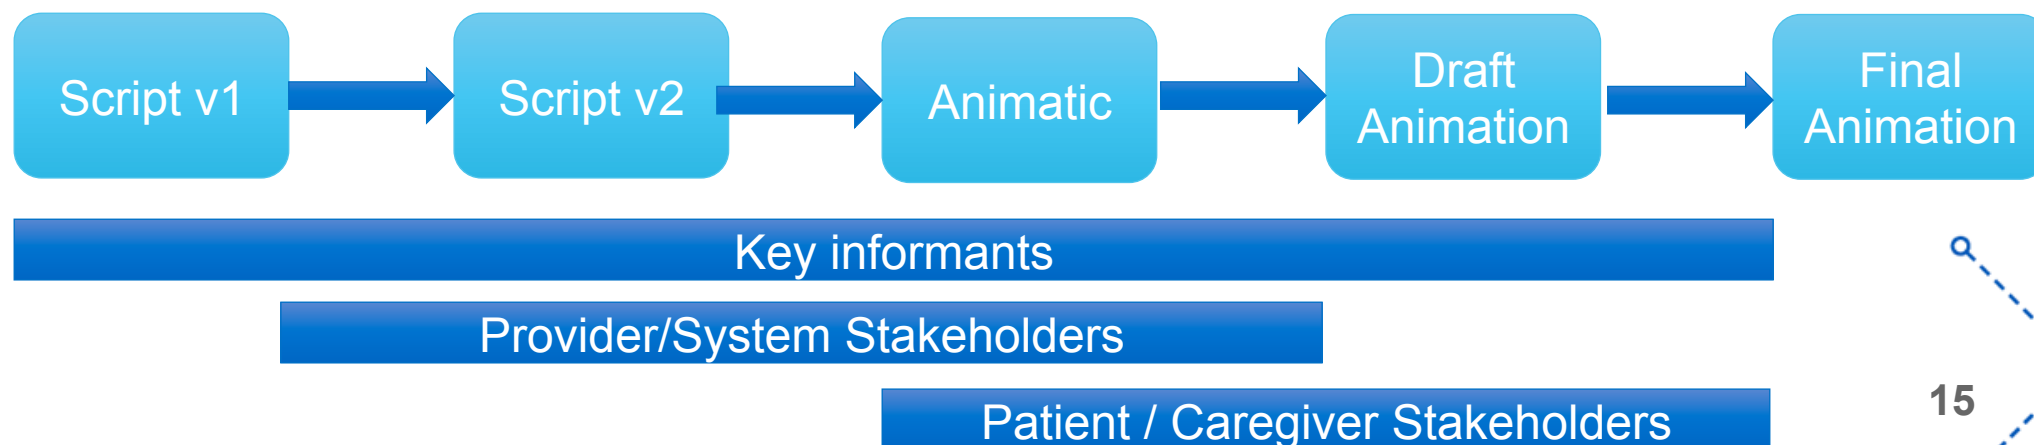 Script v1
Script v2
Animatic
Draft
Animation
Final
Animation
Key informants
Provider/System Stakeholders
Patient / Caregiver Stakeholders
15